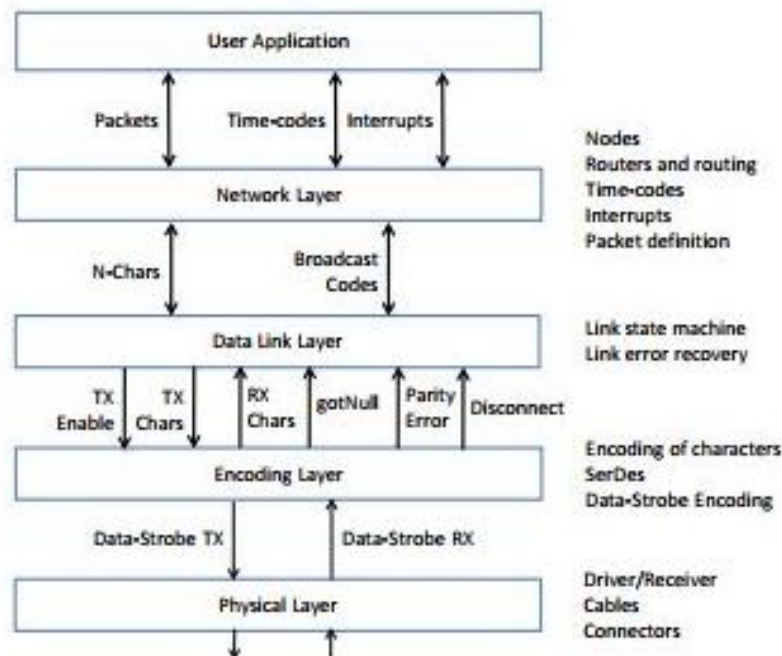 User Application
Packets
Time-codes
Interrupts
Nodes
Routers and routing
Time-codes
Interrupts
Packet definition
Network Layer
N-Chars
Broadcast
Codes
Data Link Layer
Link state machine
Link error recovery
TX
Enable
TX
Chars
RX
Chars
gotNull
Parity
Error
Disconnect
Encoding Layer
Encoding of characters
SerDes
Data-Strobe Encoding
Data-Strobe TX
Data-Strobe RX
Physical Layer
Driver/Receiver
Cables
Connectors